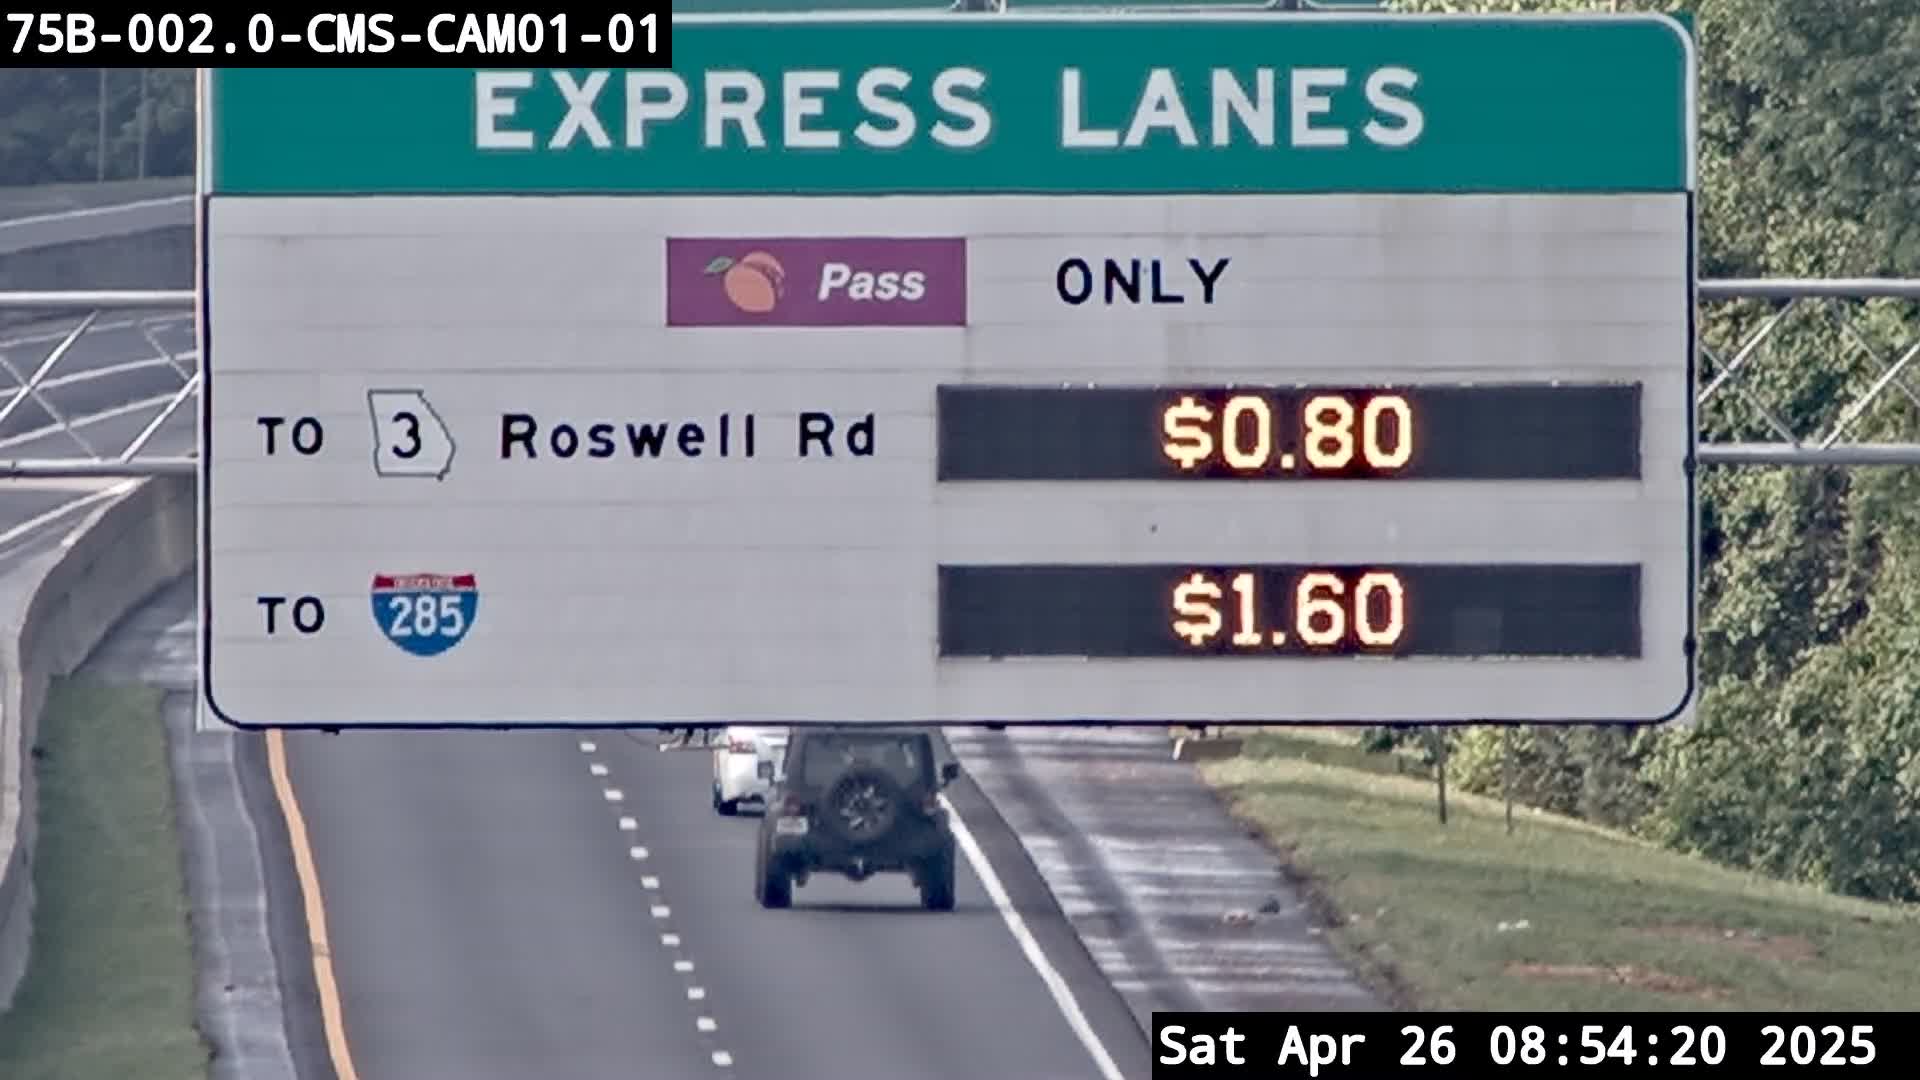 75B-002.0-CMS-CAM01-01
EXPRESS LANES
Pass ONLY
TO 3 Roswell Rd $0.80
TO 285 $1.60
Sat Apr 26 08:54:20 2025